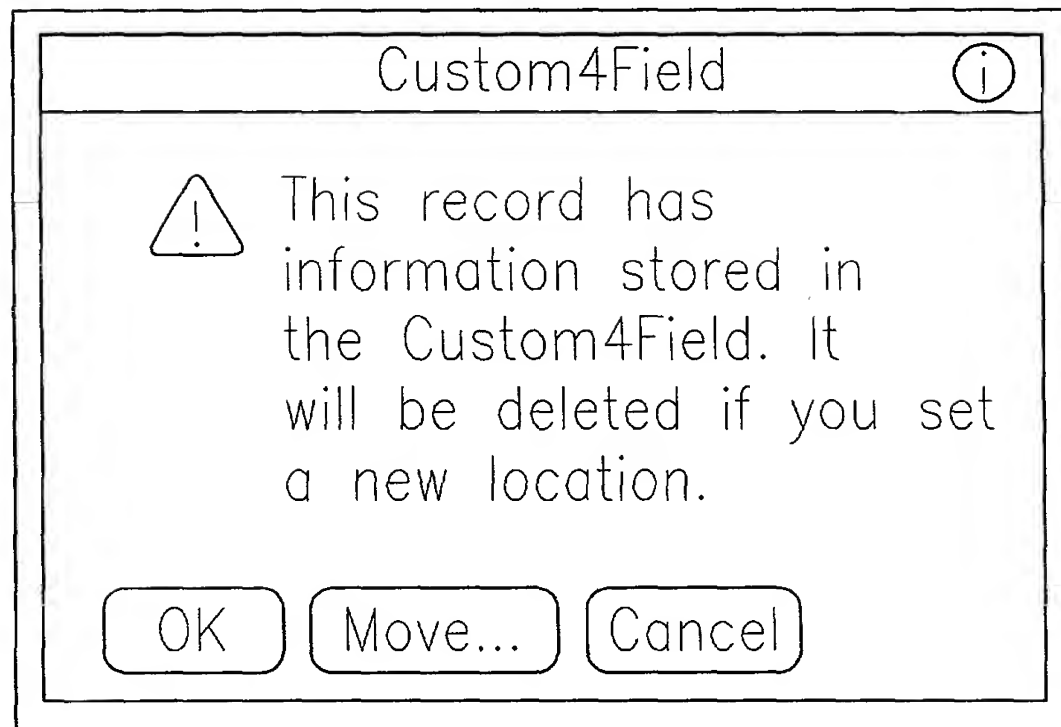 Custom4Field
This record has
information stored in
the Custom4Field. It
will be deleted if you set
a new location.
OK Move... Cancel